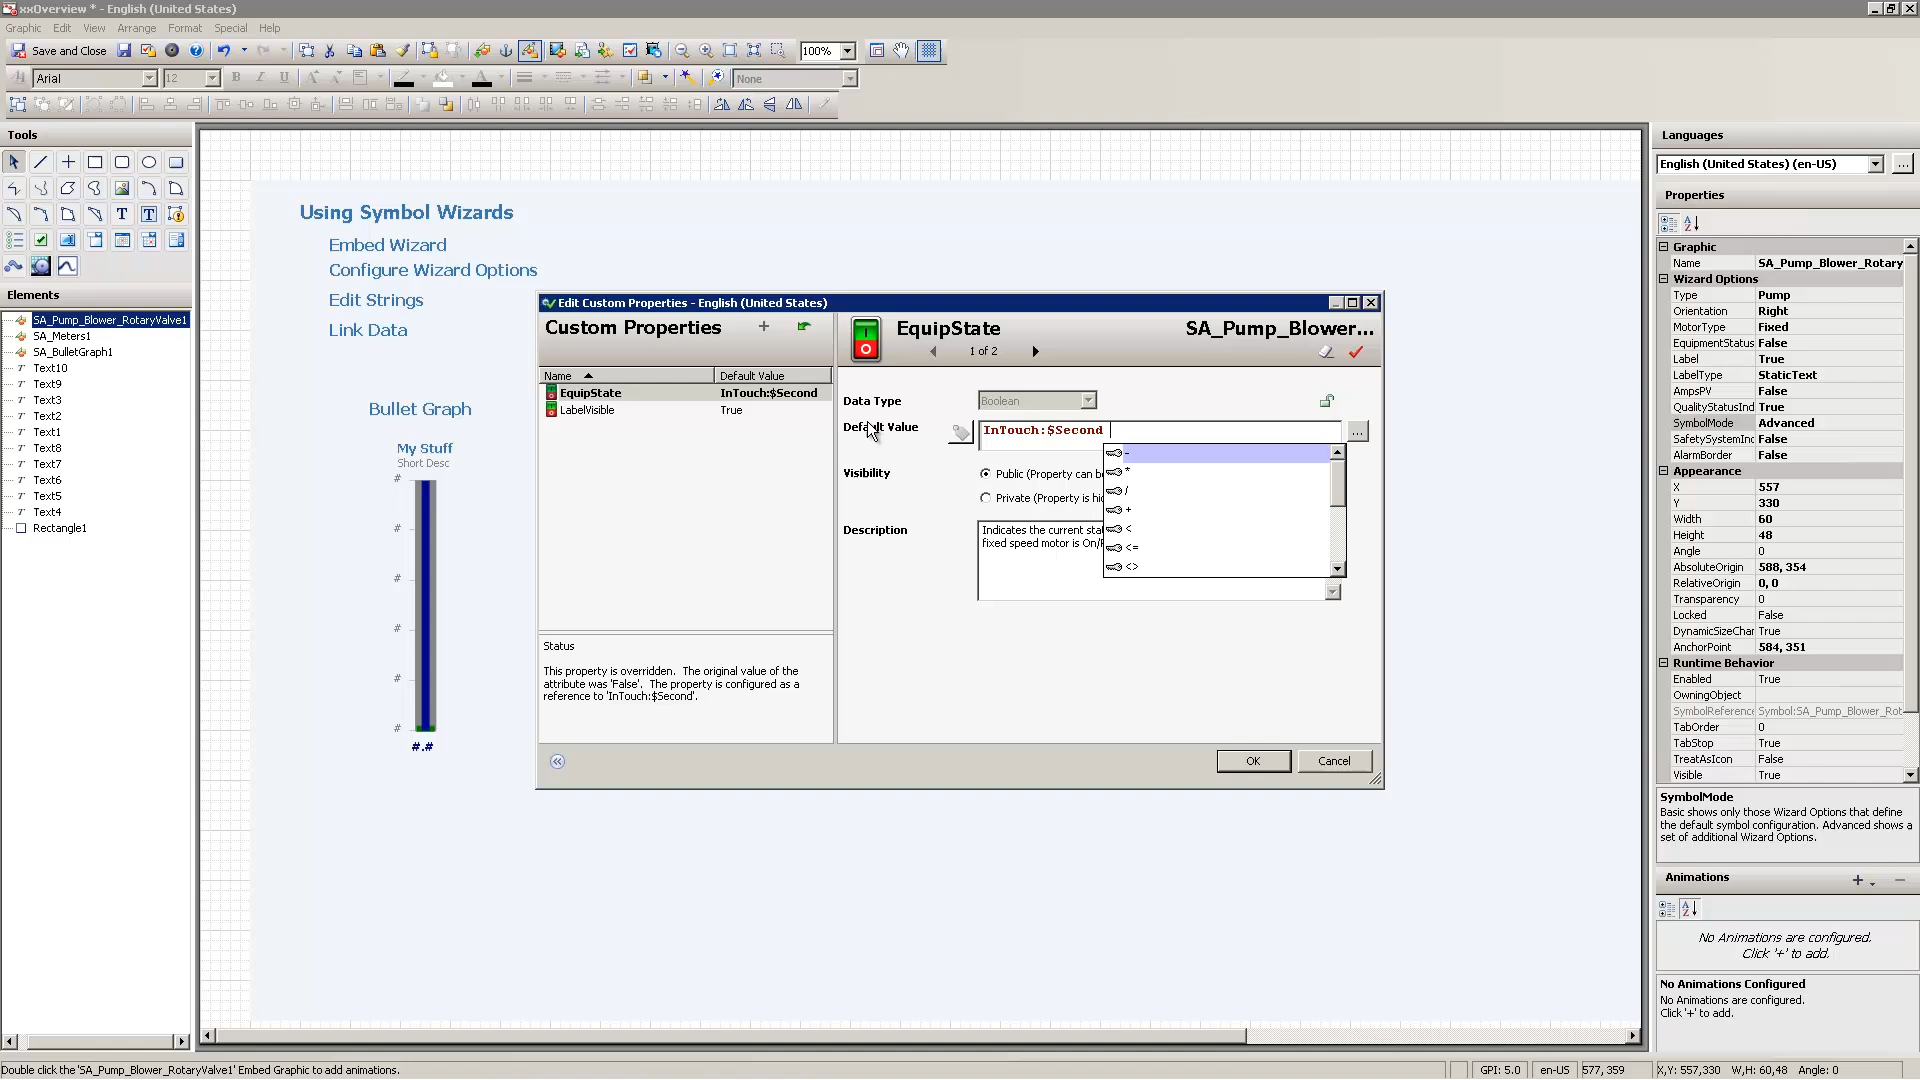 xxOverview * - English (United States)
Graphic Edit View Arrange Format Special Help
Save and Close 100%
Arial 12 B I U None
Tools
Elements
SA_Pump_Blower_RotaryValve1
SA_Meters1
SA_BulletGraph1
Text10
Text9
Text3
Text2
Text1
Text8
Text7
Text6
Text5
Text4
Rectangle1
Using Symbol Wizards
Embed Wizard
Configure Wizard Options
Edit Strings
Link Data
Bullet Graph
My Stuff
Short Desc
#
#
#
#
#
#
#.#
Edit Custom Properties - English (United States)
Custom Properties
Name Default Value
EquipState InTouch:$Second
LabelVisible True
Status
This property is overridden. The original value of the
attribute was 'False'. The property is configured as a
reference to 'InTouch:$Second'.
EquipState SA_Pump_Blower...
1 of 2
Data Type Boolean
Default Value InTouch:$Second
...
-
*
/
+
<
<=
<>
Visibility Public (Property can be
Private (Property is hid
Description Indicates the current sta
fixed speed motor is On/
OK Cancel
Languages
English (United States) (en-US) ...
Properties
Graphic
Name SA_Pump_Blower_Rotary
Wizard Options
Type Pump
Orientation Right
MotorType Fixed
EquipmentStatus False
Label True
LabelType StaticText
AmpsPV False
QualityStatusInd True
SymbolMode Advanced
SafetySystemInd False
AlarmBorder False
Appearance
X 557
Y 330
Width 60
Height 48
Angle 0
AbsoluteOrigin 588, 354
RelativeOrigin 0, 0
Transparency 0
Locked False
DynamicSizeChar True
AnchorPoint 584, 351
Runtime Behavior
Enabled True
OwningObject
SymbolReference Symbol:SA_Pump_Blower_Rot
TabOrder 0
TabStop True
TreatAsIcon False
Visible True
SymbolMode
Basic shows only those Wizard Options that define
the default symbol configuration. Advanced shows a
set of additional Wizard Options.
Animations
No Animations are configured.
Click '+' to add.
No Animations Configured
No Animations are configured.
Click '+' to add.
Double click the 'SA_Pump_Blower_RotaryValve1' Embed Graphic to add animations. GPI: 5.0 en-US 577, 359 X,Y: 557,330 W,H: 60,48 Angle: 0